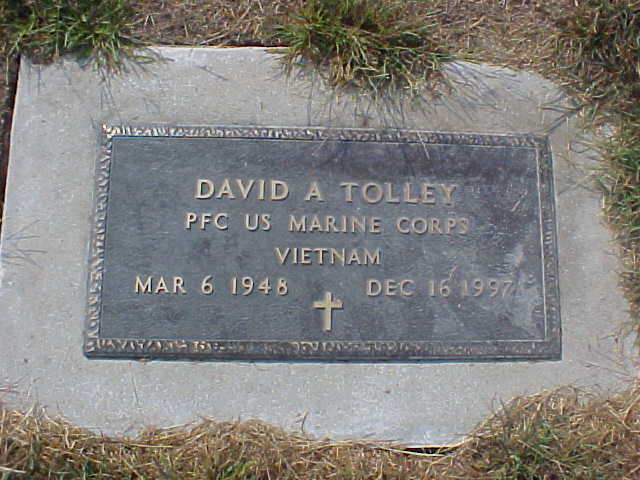 DAVID A TOLLEY
PFC US MARINE CORPS
VIETNAM
MAR 6 1948 DEC 16 1997